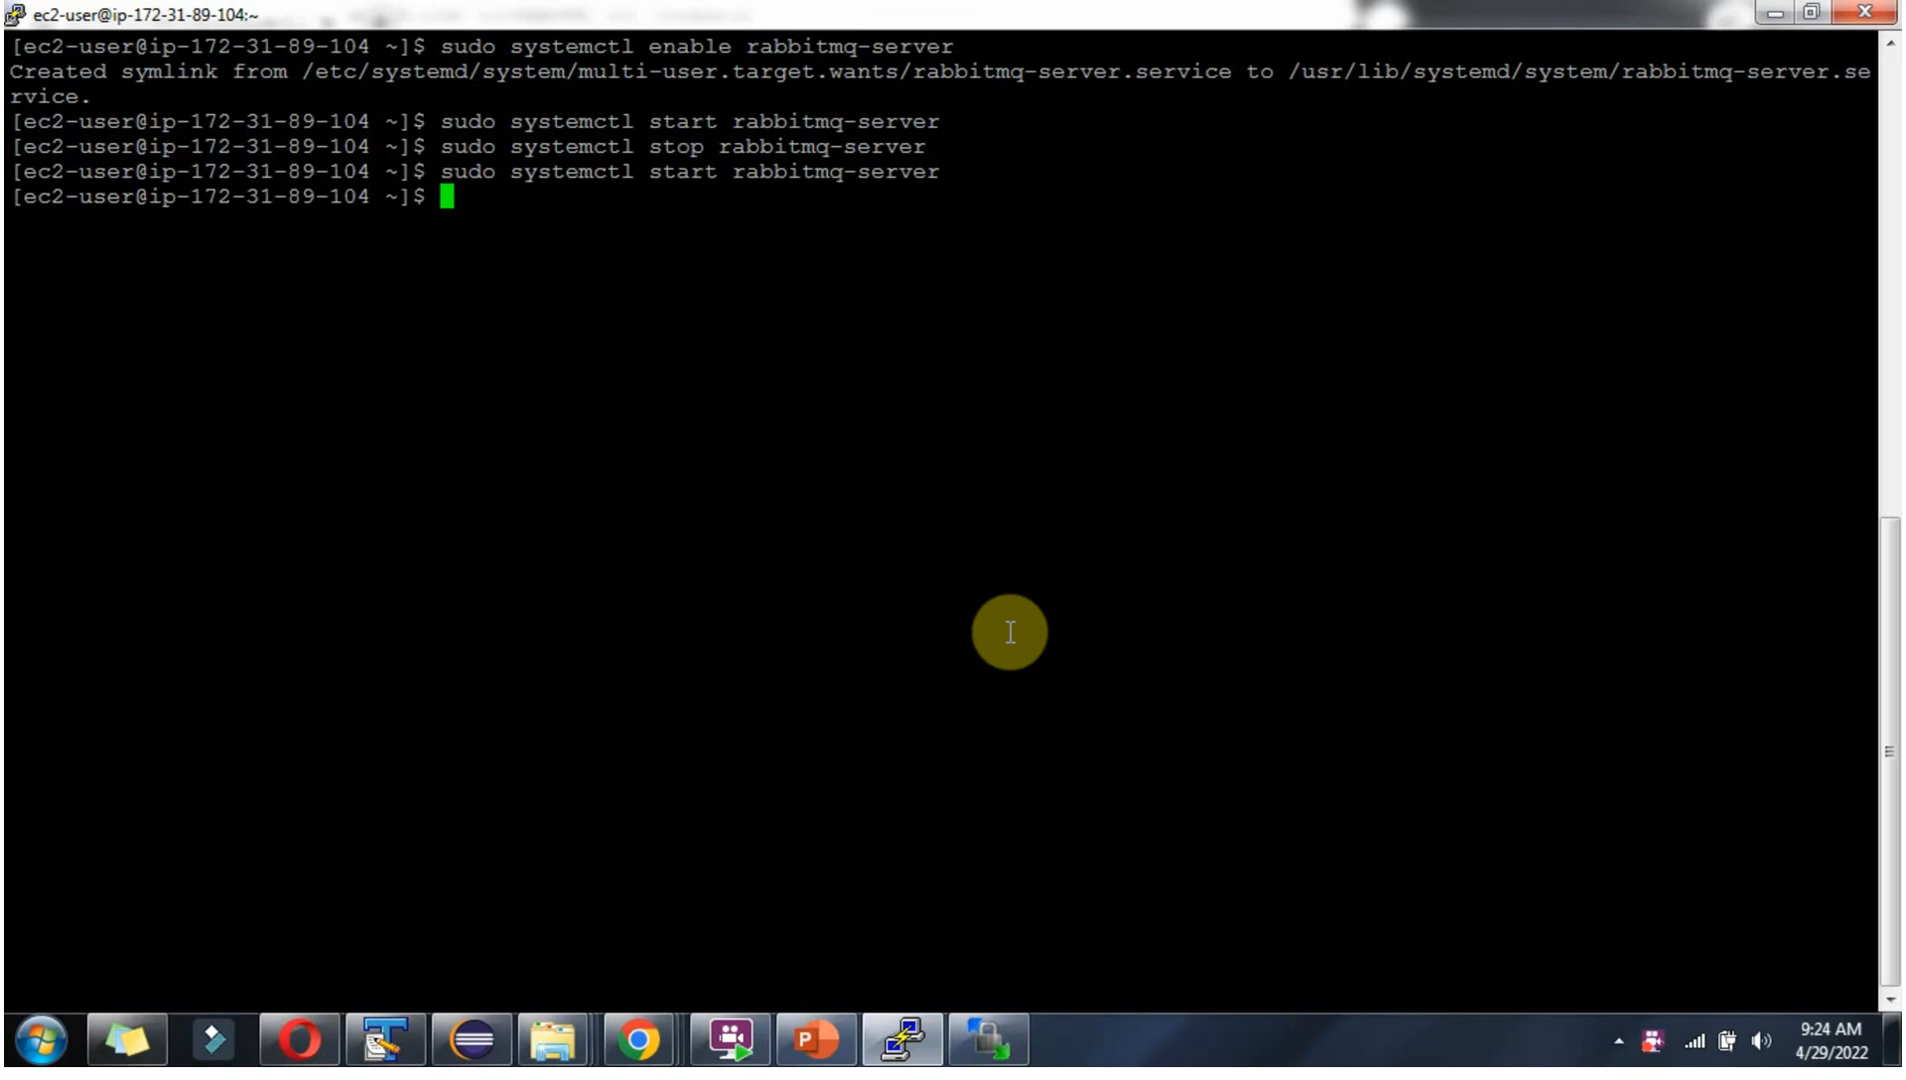 ec2-user@ip-172-31-89-104:~
[ec2-user@ip-172-31-89-104 ~]$ sudo systemctl enable rabbitmq-server
Created symlink from /etc/systemd/system/multi-user.target.wants/rabbitmq-server.service to /usr/lib/systemd/system/rabbitmq-server.se
rvice.
[ec2-user@ip-172-31-89-104 ~]$ sudo systemctl start rabbitmq-server
[ec2-user@ip-172-31-89-104 ~]$ sudo systemctl stop rabbitmq-server
[ec2-user@ip-172-31-89-104 ~]$ sudo systemctl start rabbitmq-server
[ec2-user@ip-172-31-89-104 ~]$
P
9:24 AM
4/29/2022